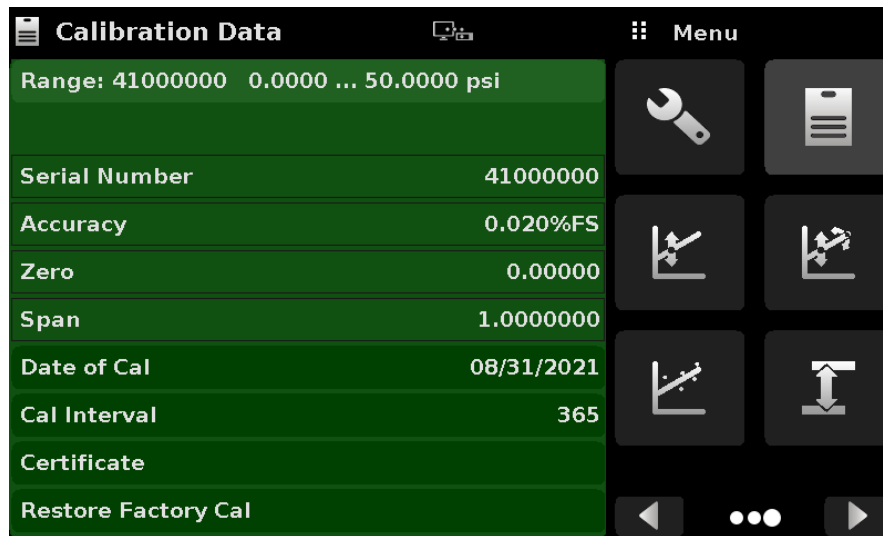 Calibration Data
Menu
Range: 41000000 0.0000 ... 50.0000 psi
Serial Number 41000000
Accuracy 0.020%FS
Zero 0.00000
Span 1.0000000
Date of Cal 08/31/2021
Cal Interval 365
Certificate
Restore Factory Cal